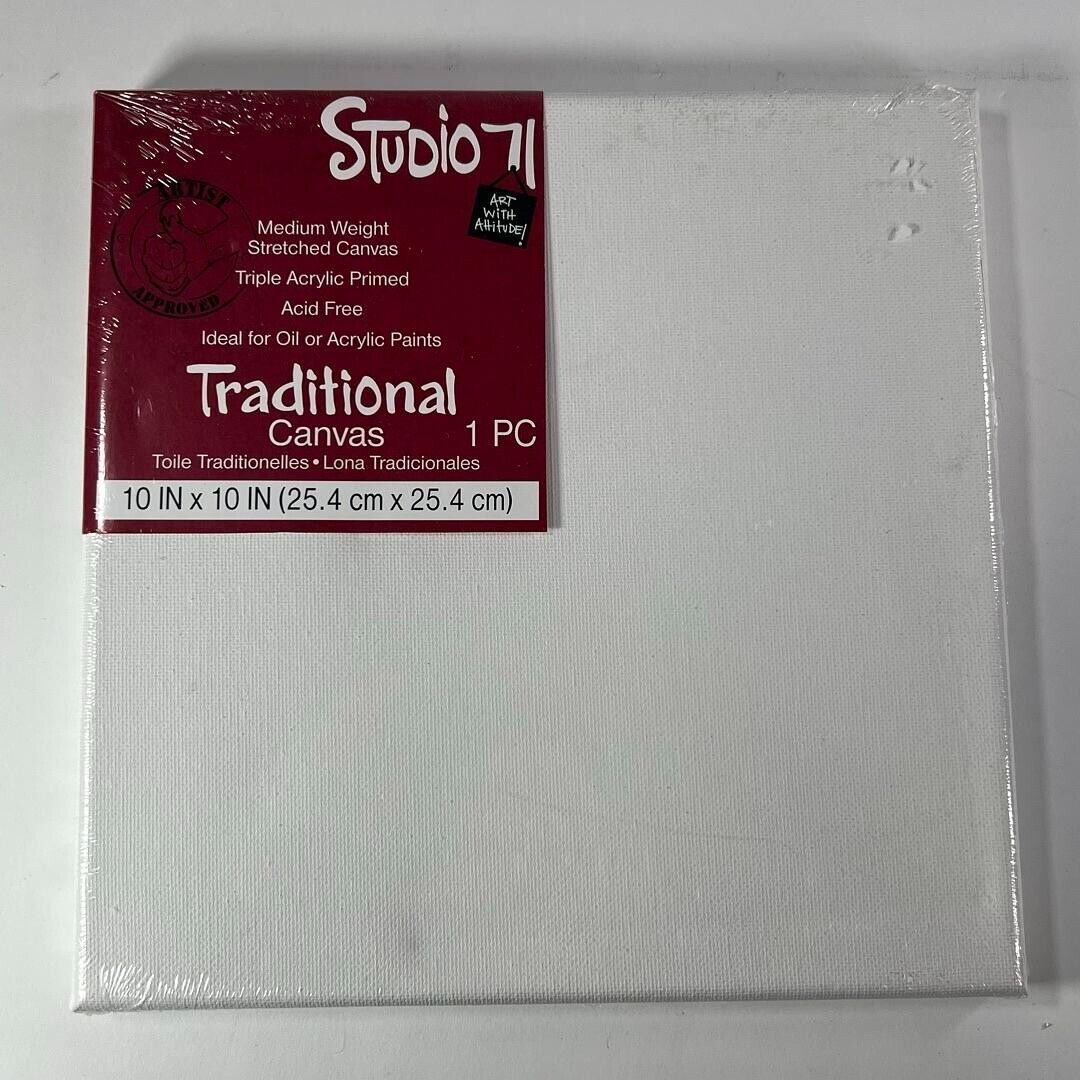 STUDIO 71
ART
WITH
AttitUDE!
ARTIST
APPROVED
Medium Weight
Stretched Canvas
Triple Acrylic Primed
Acid Free
Ideal for Oil or Acrylic Paints
Traditional
Canvas 1 PC
Toile Traditionelles • Lona Tradicionales
10 IN x 10 IN (25.4 cm x 25.4 cm)